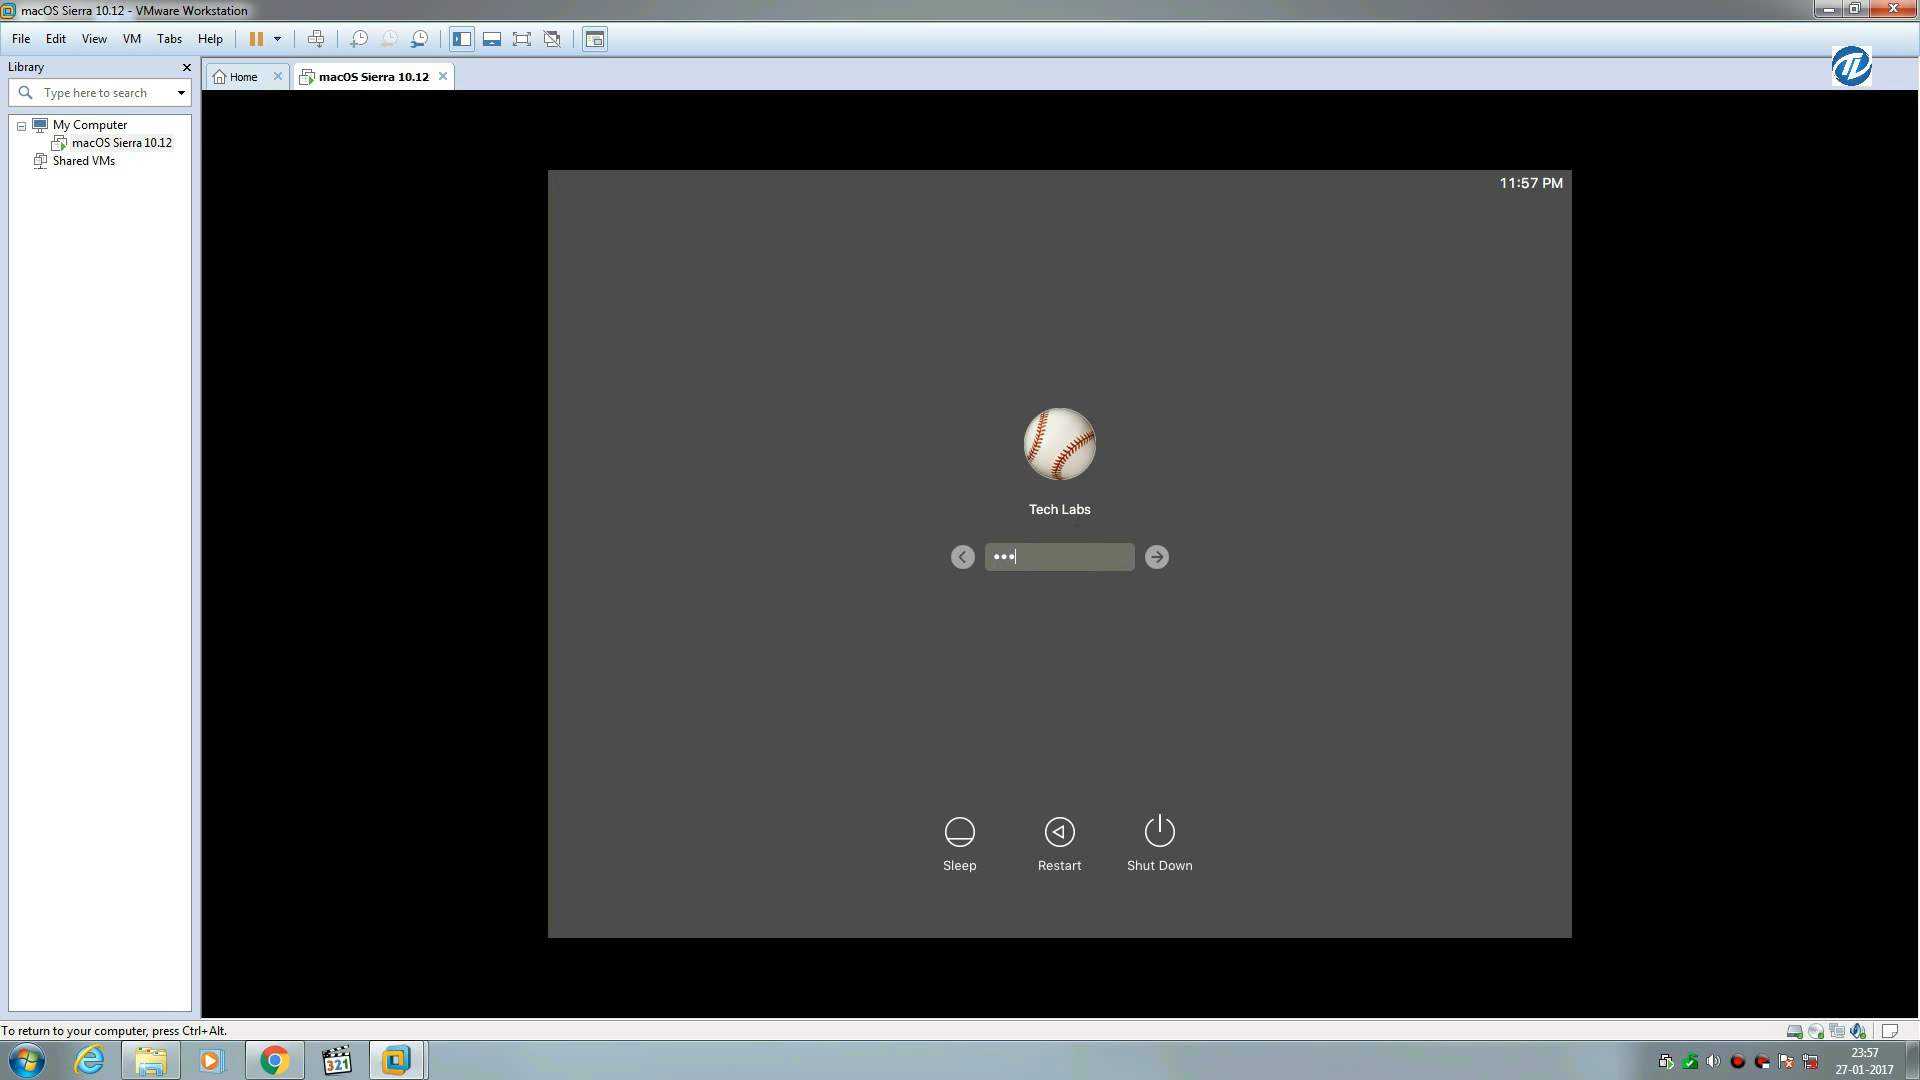 macOS Sierra 10.12 - VMware Workstation
File Edit View VM Tabs Help
Library
Home
macOS Sierra 10.12
Type here to search
My Computer
macOS Sierra 10.12
Shared VMs
11:57 PM
Tech Labs
Sleep
Restart
Shut Down
To return to your computer, press Ctrl+Alt.
321
23:57
27-01-2017